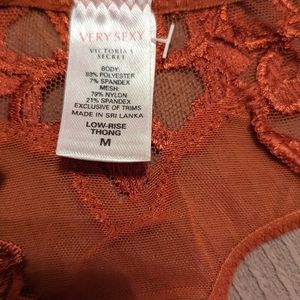 VERY SEXY
VICTORIA'S
SECRET
BODY:
93% POLYESTER
7% SPANDEX
MESH:
79% NYLON
21% SPANDEX
EXCLUSIVE OF TRIMS
MADE IN SRI LANKA
LOW-RISE
THONG
M